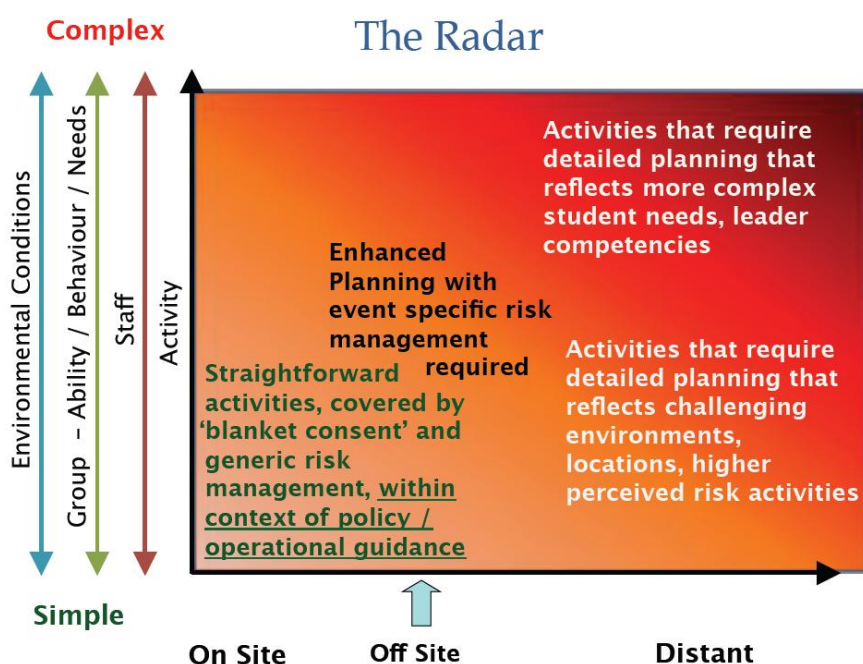 Complex
The Radar
Environmental Conditions
Group - Ability / Behaviour / Needs
Staff
Activity
Activities that require
detailed planning that
reflects more complex
student needs, leader
competencies
Enhanced
Planning with
event specific risk
management
required
Straightforward
activities, covered by
‘blanket consent’ and
generic risk
management, within
context of policy /
operational guidance
Activities that require
detailed planning that
reflects challenging
environments,
locations, higher
perceived risk activities
Simple
On Site
Off Site
Distant